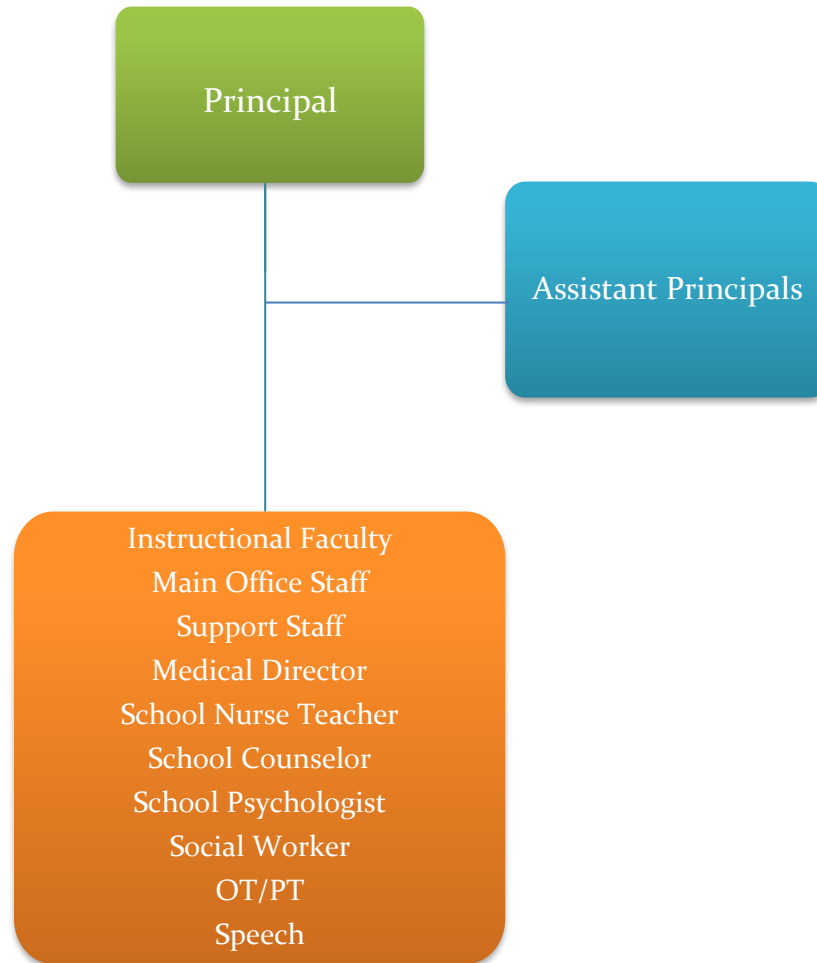 Principal
Assistant Principals
Instructional Faculty
Main Office Staff
Support Staff
Medical Director
School Nurse Teacher
School Counselor
School Psychologist
Social Worker
OT/PT
Speech